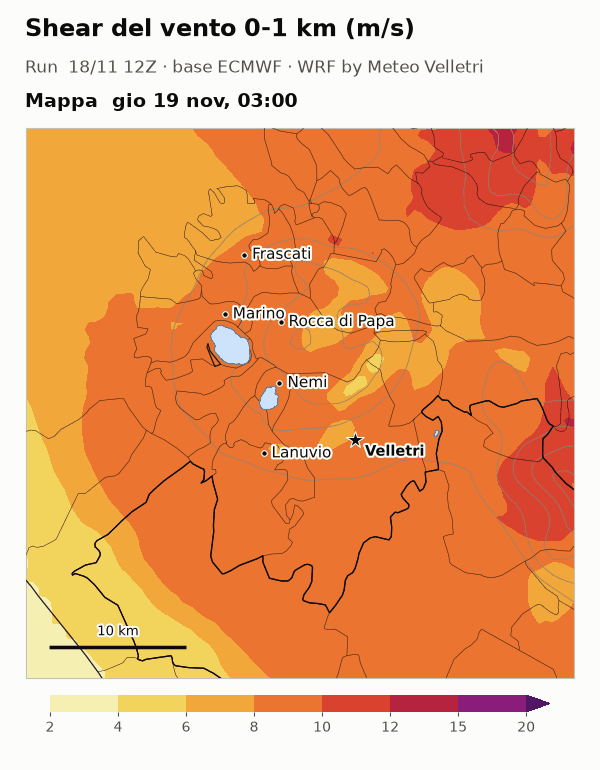 Shear del vento 0-1 km (m/s)
Run  18/11 12Z · base ECMWF · WRF by Meteo Velletri
Mappa  gio 19 nov, 03:00
Frascati
Marino
Rocca di Papa
Nemi
Velletri
Lanuvio
10 km
2 4 6 8 10 12 15 20